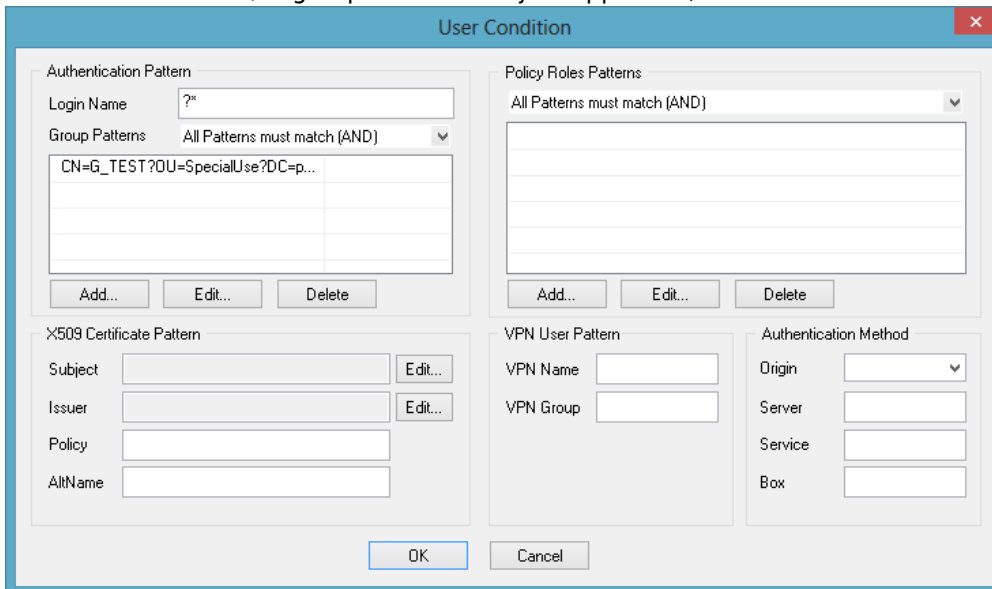 User Condition
Authentication Pattern
Login Name ?*
Group Patterns All Patterns must match (AND)
CN=G_TEST?OU=SpecialUse?DC=p...
Add... Edit... Delete
Policy Roles Patterns
All Patterns must match (AND)
Add... Edit... Delete
X509 Certificate Pattern
Subject Edit...
Issuer Edit...
Policy
AltName
VPN User Pattern
VPN Name
VPN Group
Authentication Method
Origin
Server
Service
Box
OK Cancel